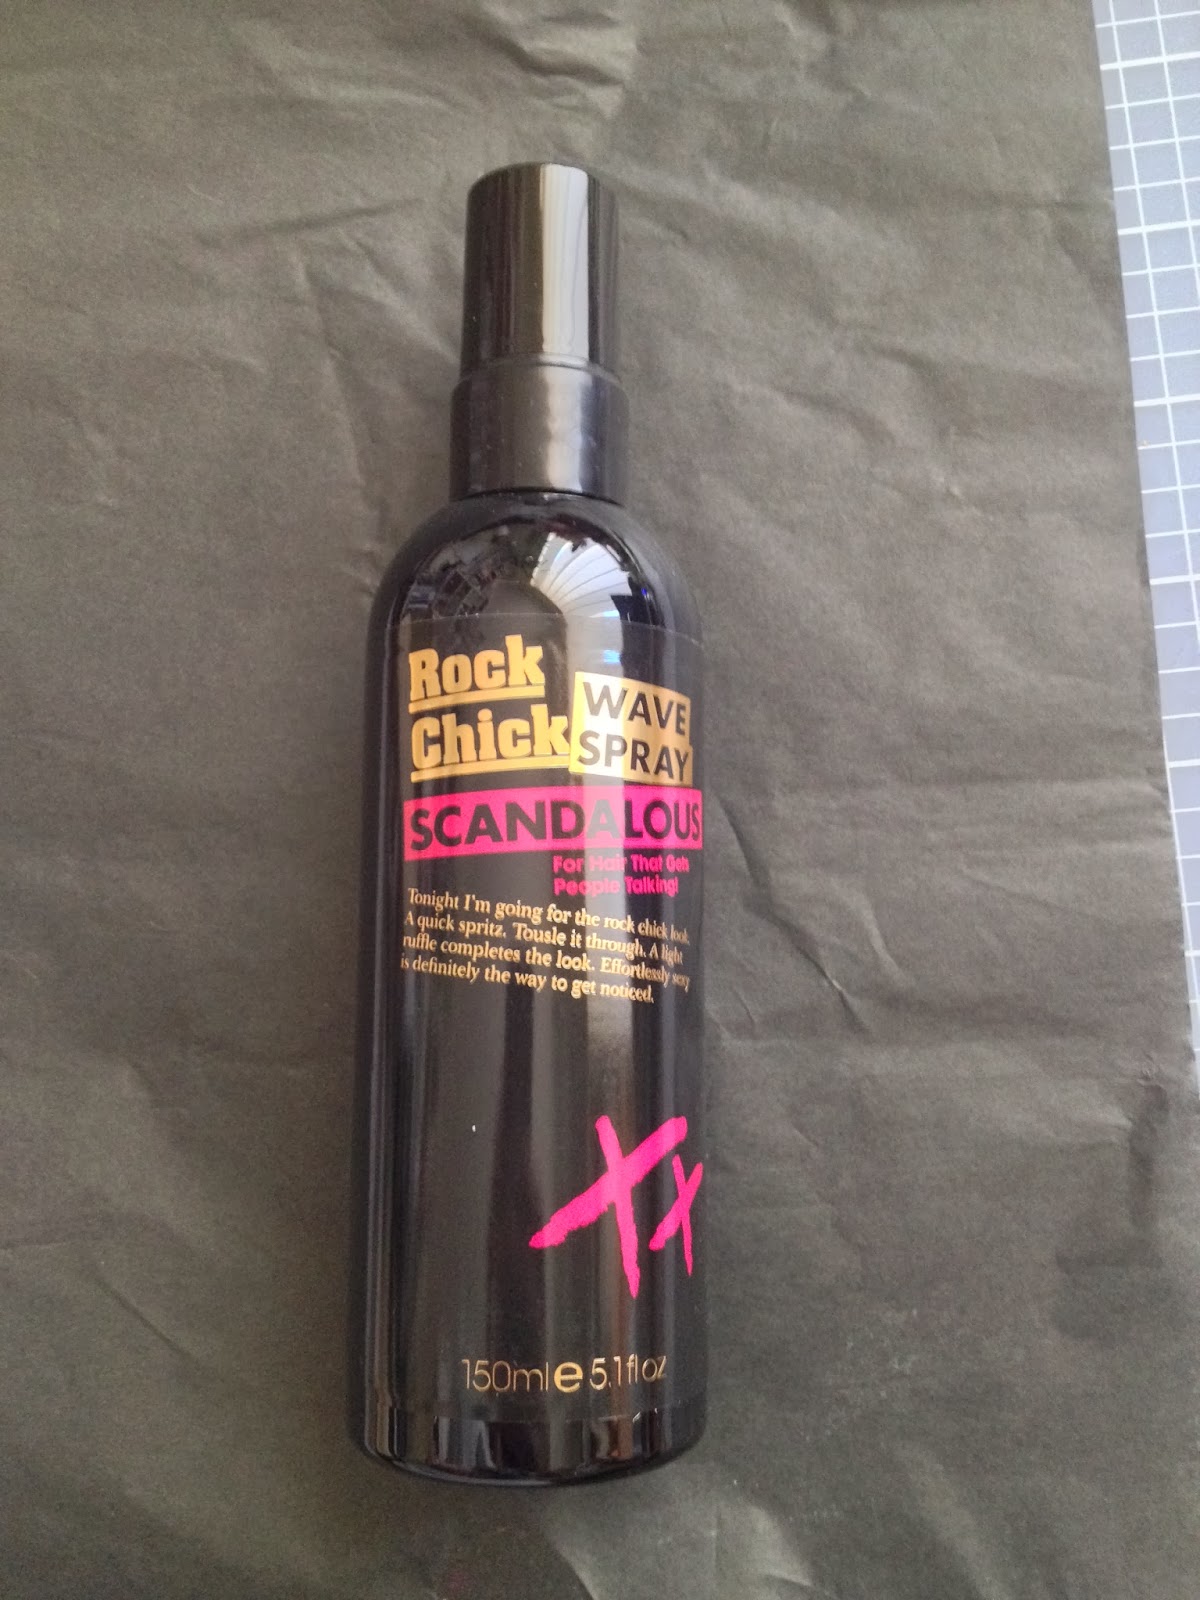 Rock
Chick
WAVE
SPRAY
SCANDALOUS
For Hair That Gets
People Talking!
Tonight I'm going for the rock chick look.
A quick spritz. Tousle it through. A light
ruffle completes the look. Effortlessly sexy
is definitely the way to get noticed.
xx
150ml e 5.1fl oz